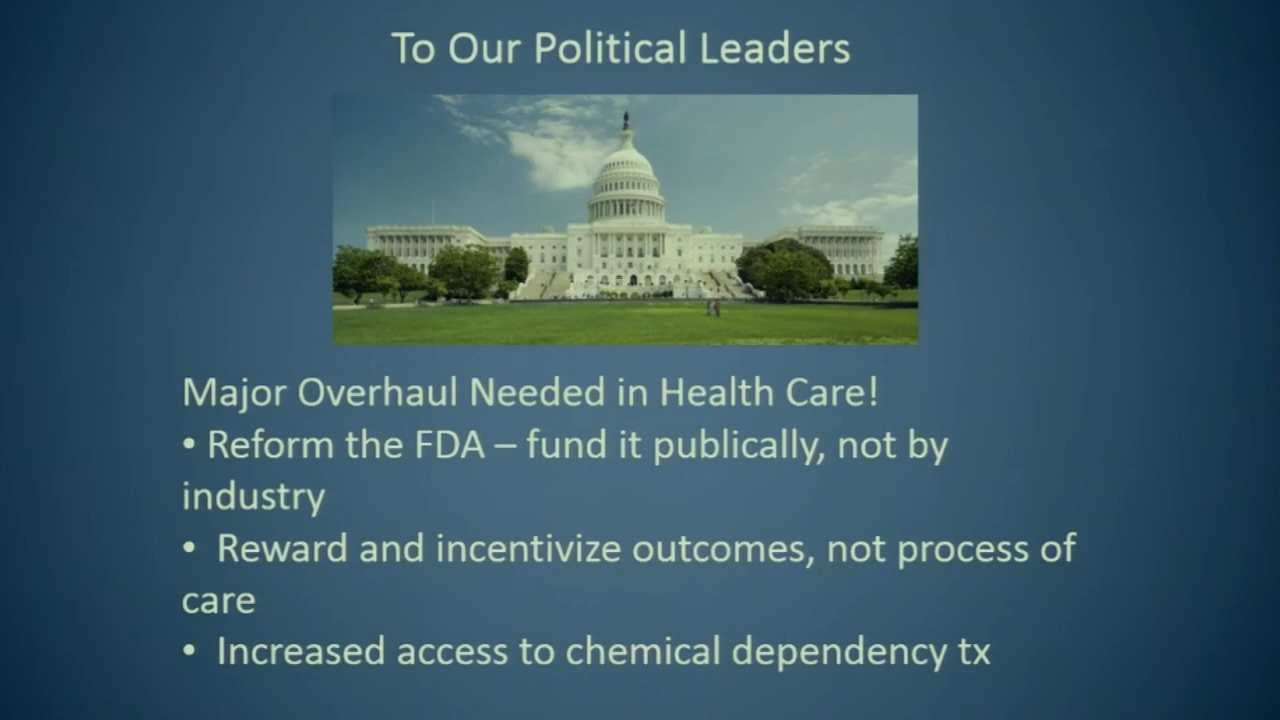 To Our Political Leaders
Major Overhaul Needed in Health Care!
• Reform the FDA – fund it publically, not by
industry
• Reward and incentivize outcomes, not process of
care
• Increased access to chemical dependency tx